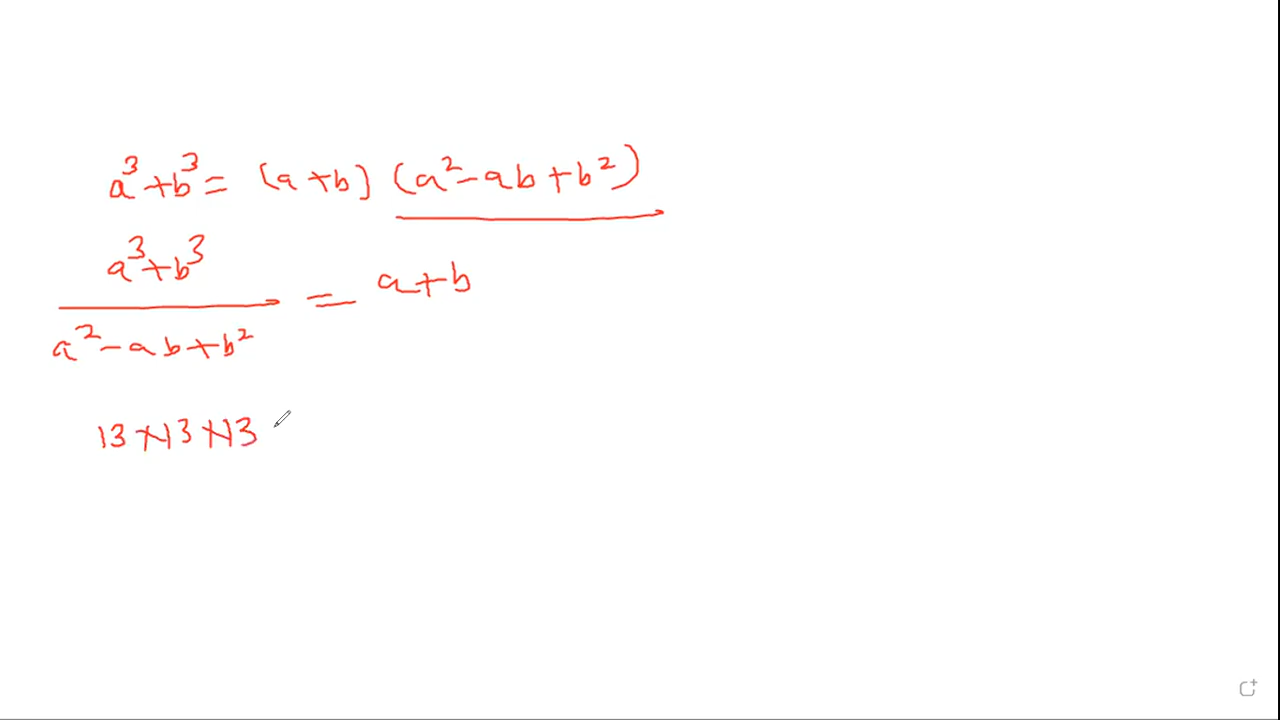 a³+b³= (a+b) (a²-ab+b²)
a³+b³
/ a²-ab+b² = a+b
13×13×13